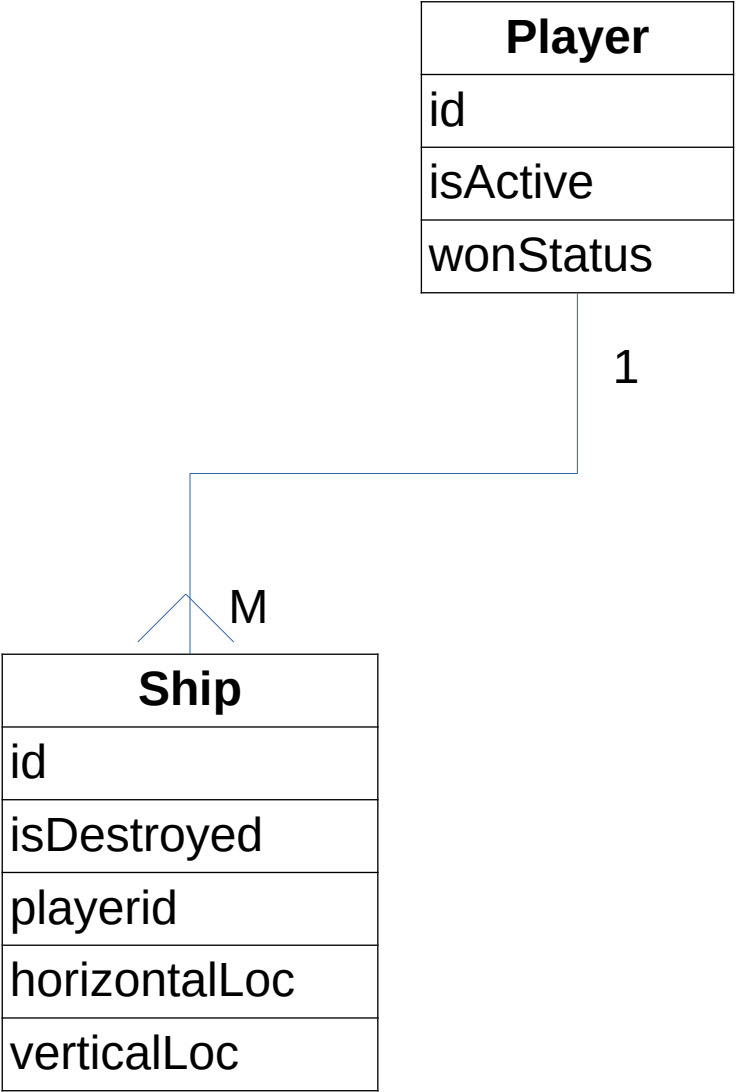 Player
id
isActive
wonStatus
1
M
Ship
id
isDestroyed
playerid
horizontalLoc
verticalLoc